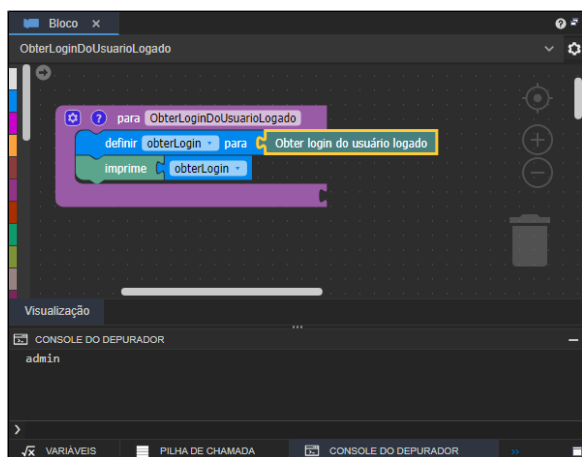 Bloco
ObterLoginDoUsuarioLogado
para ObterLoginDoUsuarioLogado
definir obterLogin para Obter login do usuário logado
imprime obterLogin
Visualização
CONSOLE DO DEPURADOR
admin
VARIÁVEIS PILHA DE CHAMADA CONSOLE DO DEPURADOR